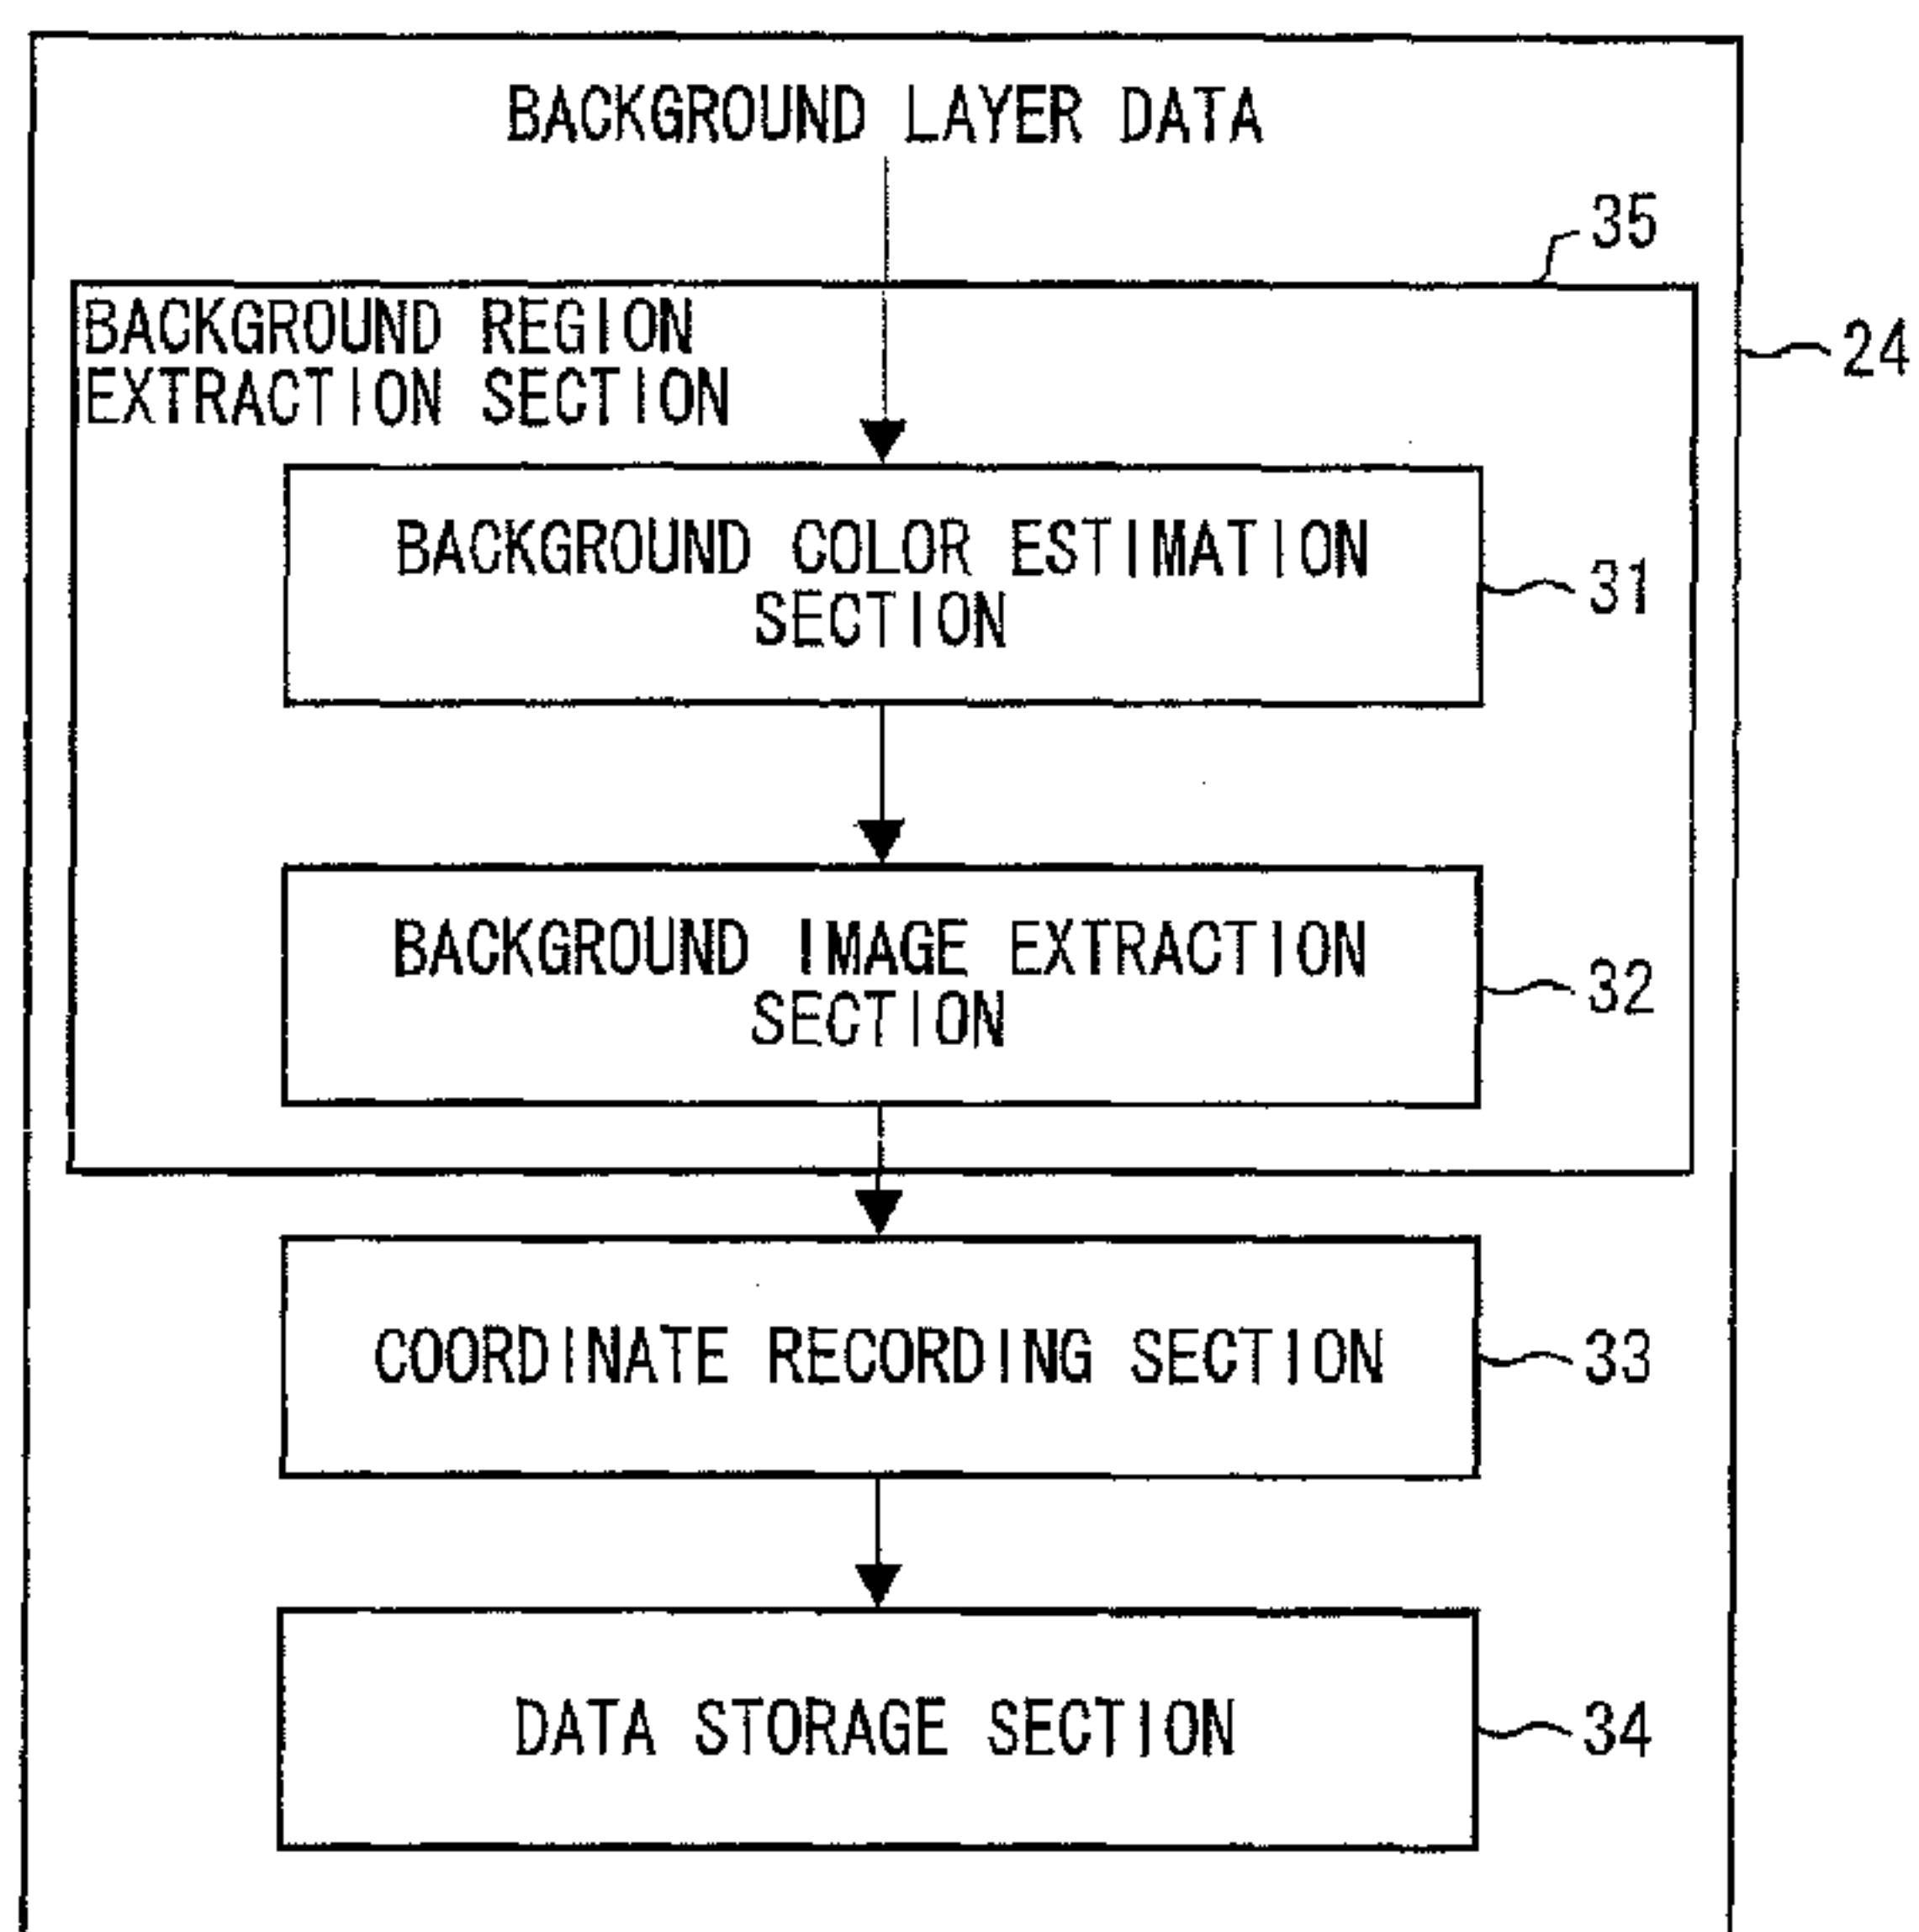 BACKGROUND LAYER DATA
35
BACKGROUND REGION
EXTRACTION SECTION
24
BACKGROUND COLOR ESTIMATION
SECTION
31
BACKGROUND IMAGE EXTRACTION
SECTION
32
COORDINATE RECORDING SECTION
33
DATA STORAGE SECTION
34